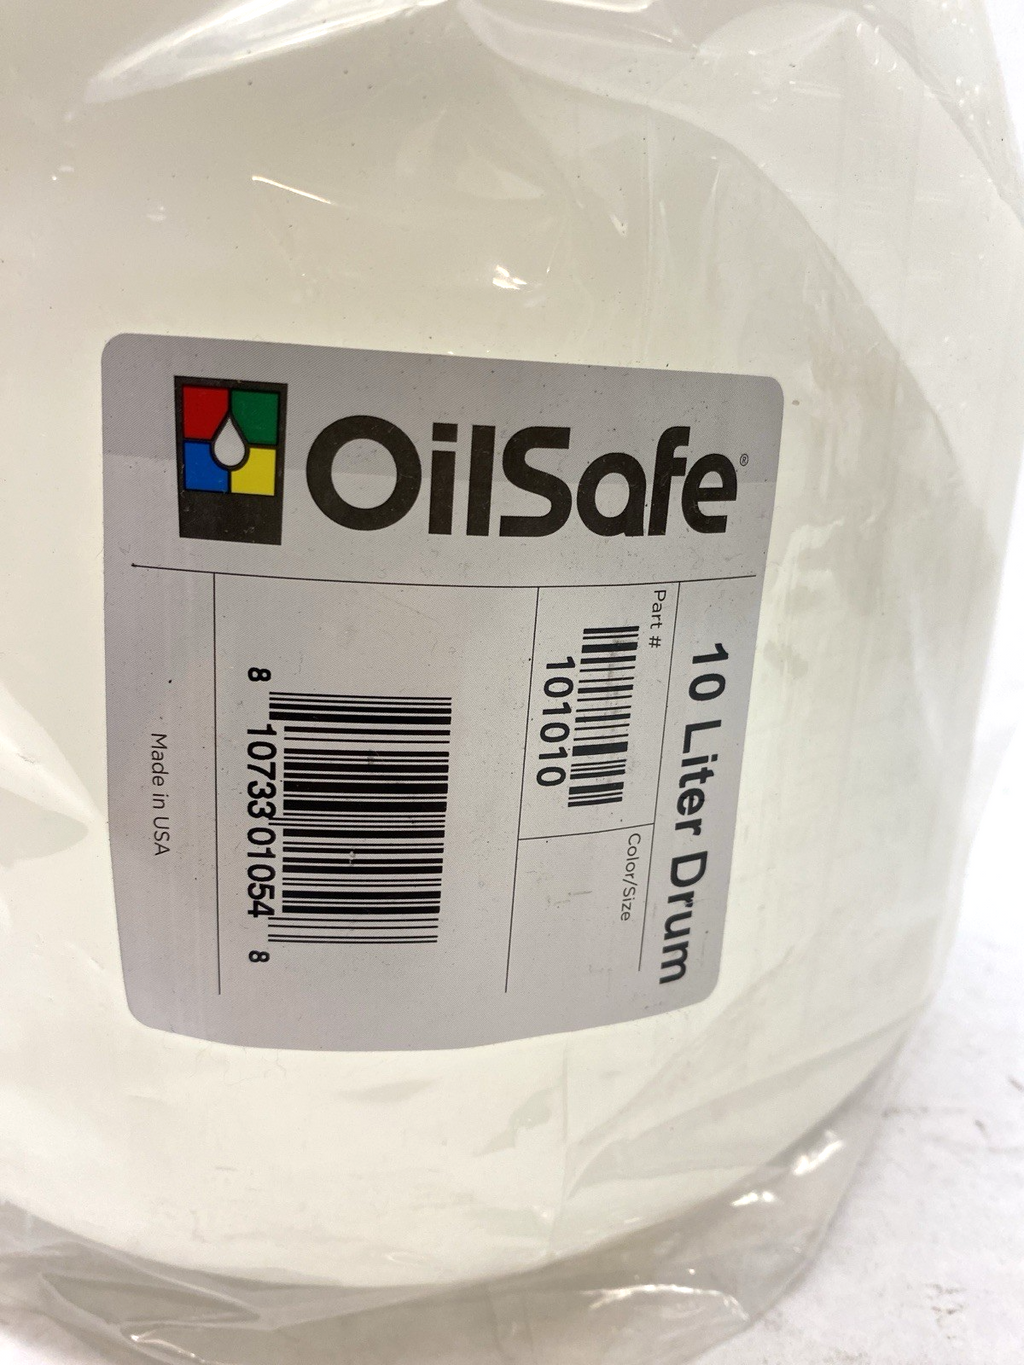 OilSafe®
10 Liter Drum
Part #
101010
Color/Size
8 10733 01054 8
Made in USA